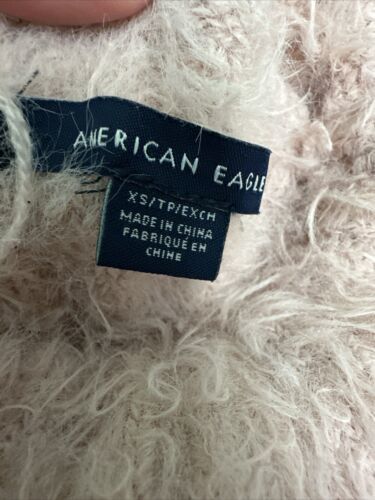 AMERICAN EAGLE
XS/TP/EXCH
MADE IN CHINA
FABRIQUÉ EN
CHINE